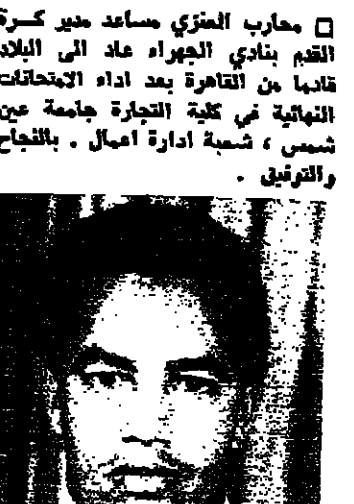 □ محارب العنزي مساعد مدير كـــرة
القدم بنادي الجهراء عاد الى البلاد
قادما من القاهرة بعد اداء الامتحانات
النهائية في كلية التجارة جامعة عين
شمس ، شعبة ادارة اعمال . بالنجاح
والتوفيق .